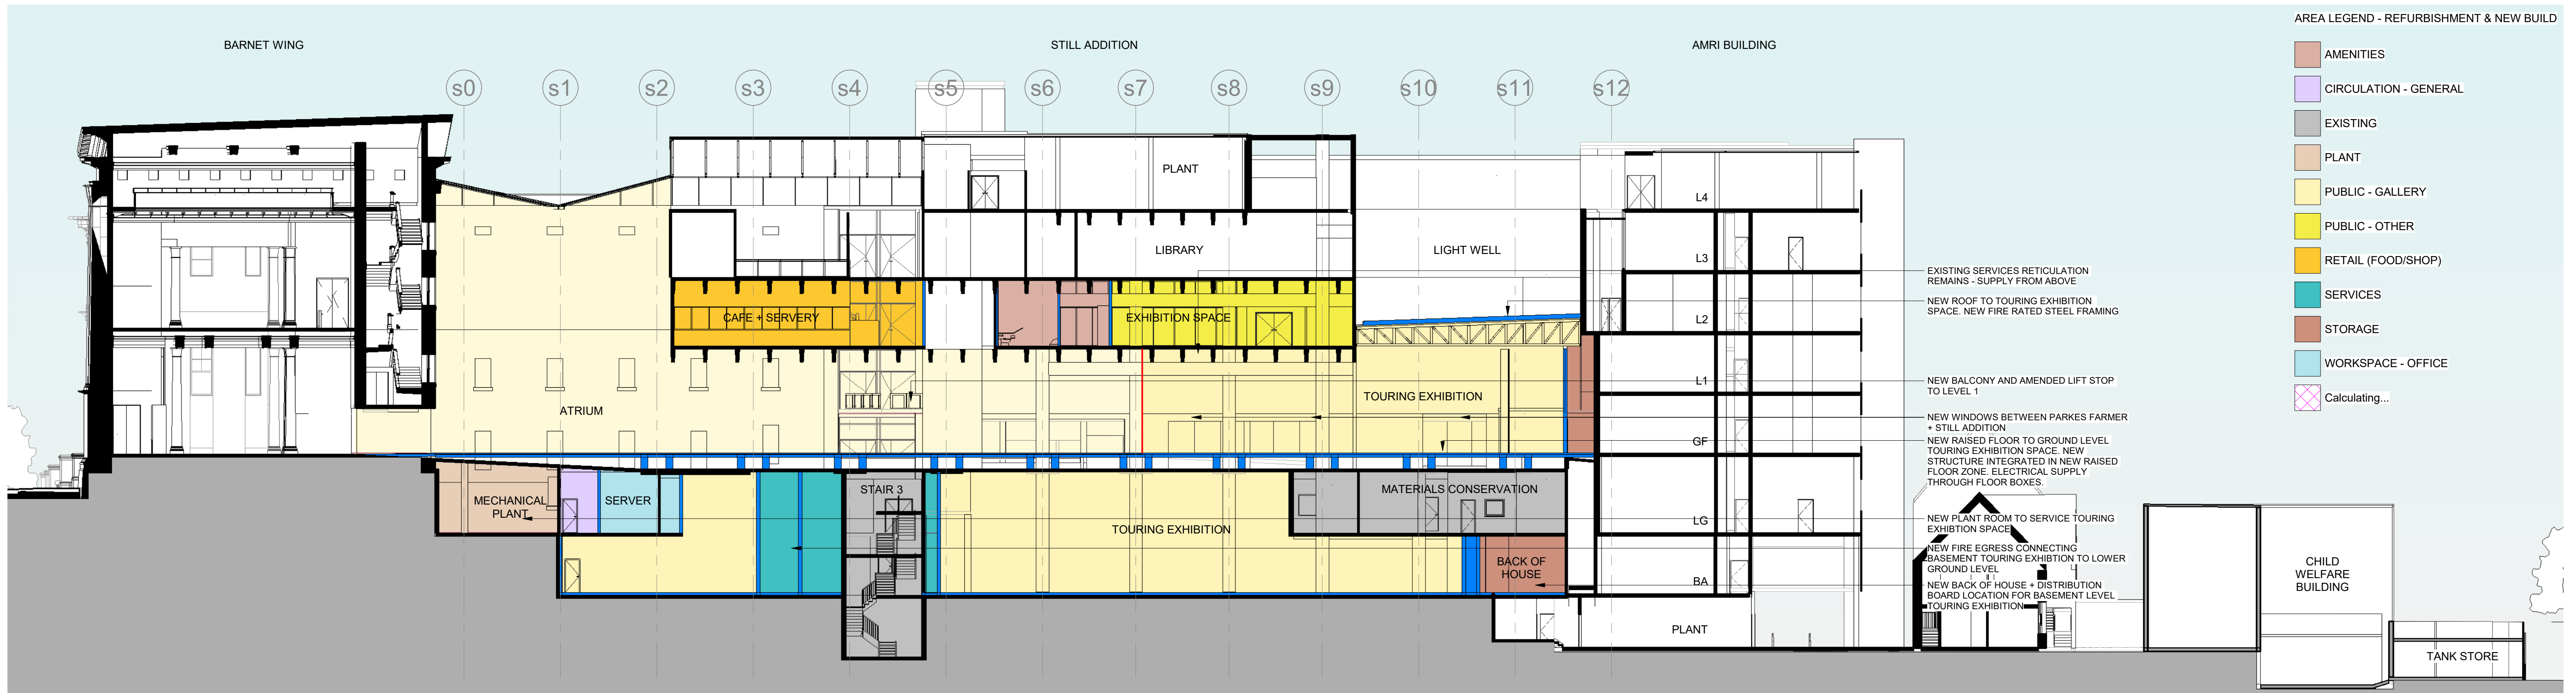 AREA LEGEND - REFURBISHMENT & NEW BUILD
BARNET WING
STILL ADDITION
AMRI BUILDING
AMENITIES
CIRCULATION - GENERAL
EXISTING
PLANT
PUBLIC - GALLERY
PUBLIC - OTHER
RETAIL (FOOD/SHOP)
SERVICES
STORAGE
WORKSPACE - OFFICE
Calculating...
s0
s1
s2
s3
s4
s5
s6
s7
s8
s9
s10
s11
s12
PLANT
L4
LIBRARY
LIGHT WELL
L3
CAFE + SERVERY
EXHIBITION SPACE
L2
ATRIUM
TOURING EXHIBITION
L1
GF
MECHANICAL
PLANT
SERVER
STAIR 3
TOURING EXHIBITION
MATERIALS CONSERVATION
LG
BACK OF
HOUSE
BA
PLANT
EXISTING SERVICES RETICULATION
REMAINS - SUPPLY FROM ABOVE
NEW ROOF TO TOURING EXHIBITION
SPACE. NEW FIRE RATED STEEL FRAMING
NEW BALCONY AND AMENDED LIFT STOP
TO LEVEL 1
NEW WINDOWS BETWEEN PARKES FARMER
+ STILL ADDITION
NEW RAISED FLOOR TO GROUND LEVEL
TOURING EXHIBITION SPACE. NEW
STRUCTURE INTEGRATED IN NEW RAISED
FLOOR ZONE. ELECTRICAL SUPPLY
THROUGH FLOOR BOXES.
NEW PLANT ROOM TO SERVICE TOURING
EXHIBTION SPACE
NEW FIRE EGRESS CONNECTING
BASEMENT TOURING EXHIBTION TO LOWER
GROUND LEVEL
NEW BACK OF HOUSE + DISTRIBUTION
BOARD LOCATION FOR BASEMENT LEVEL
TOURING EXHIBITION
CHILD
WELFARE
BUILDING
TANK STORE